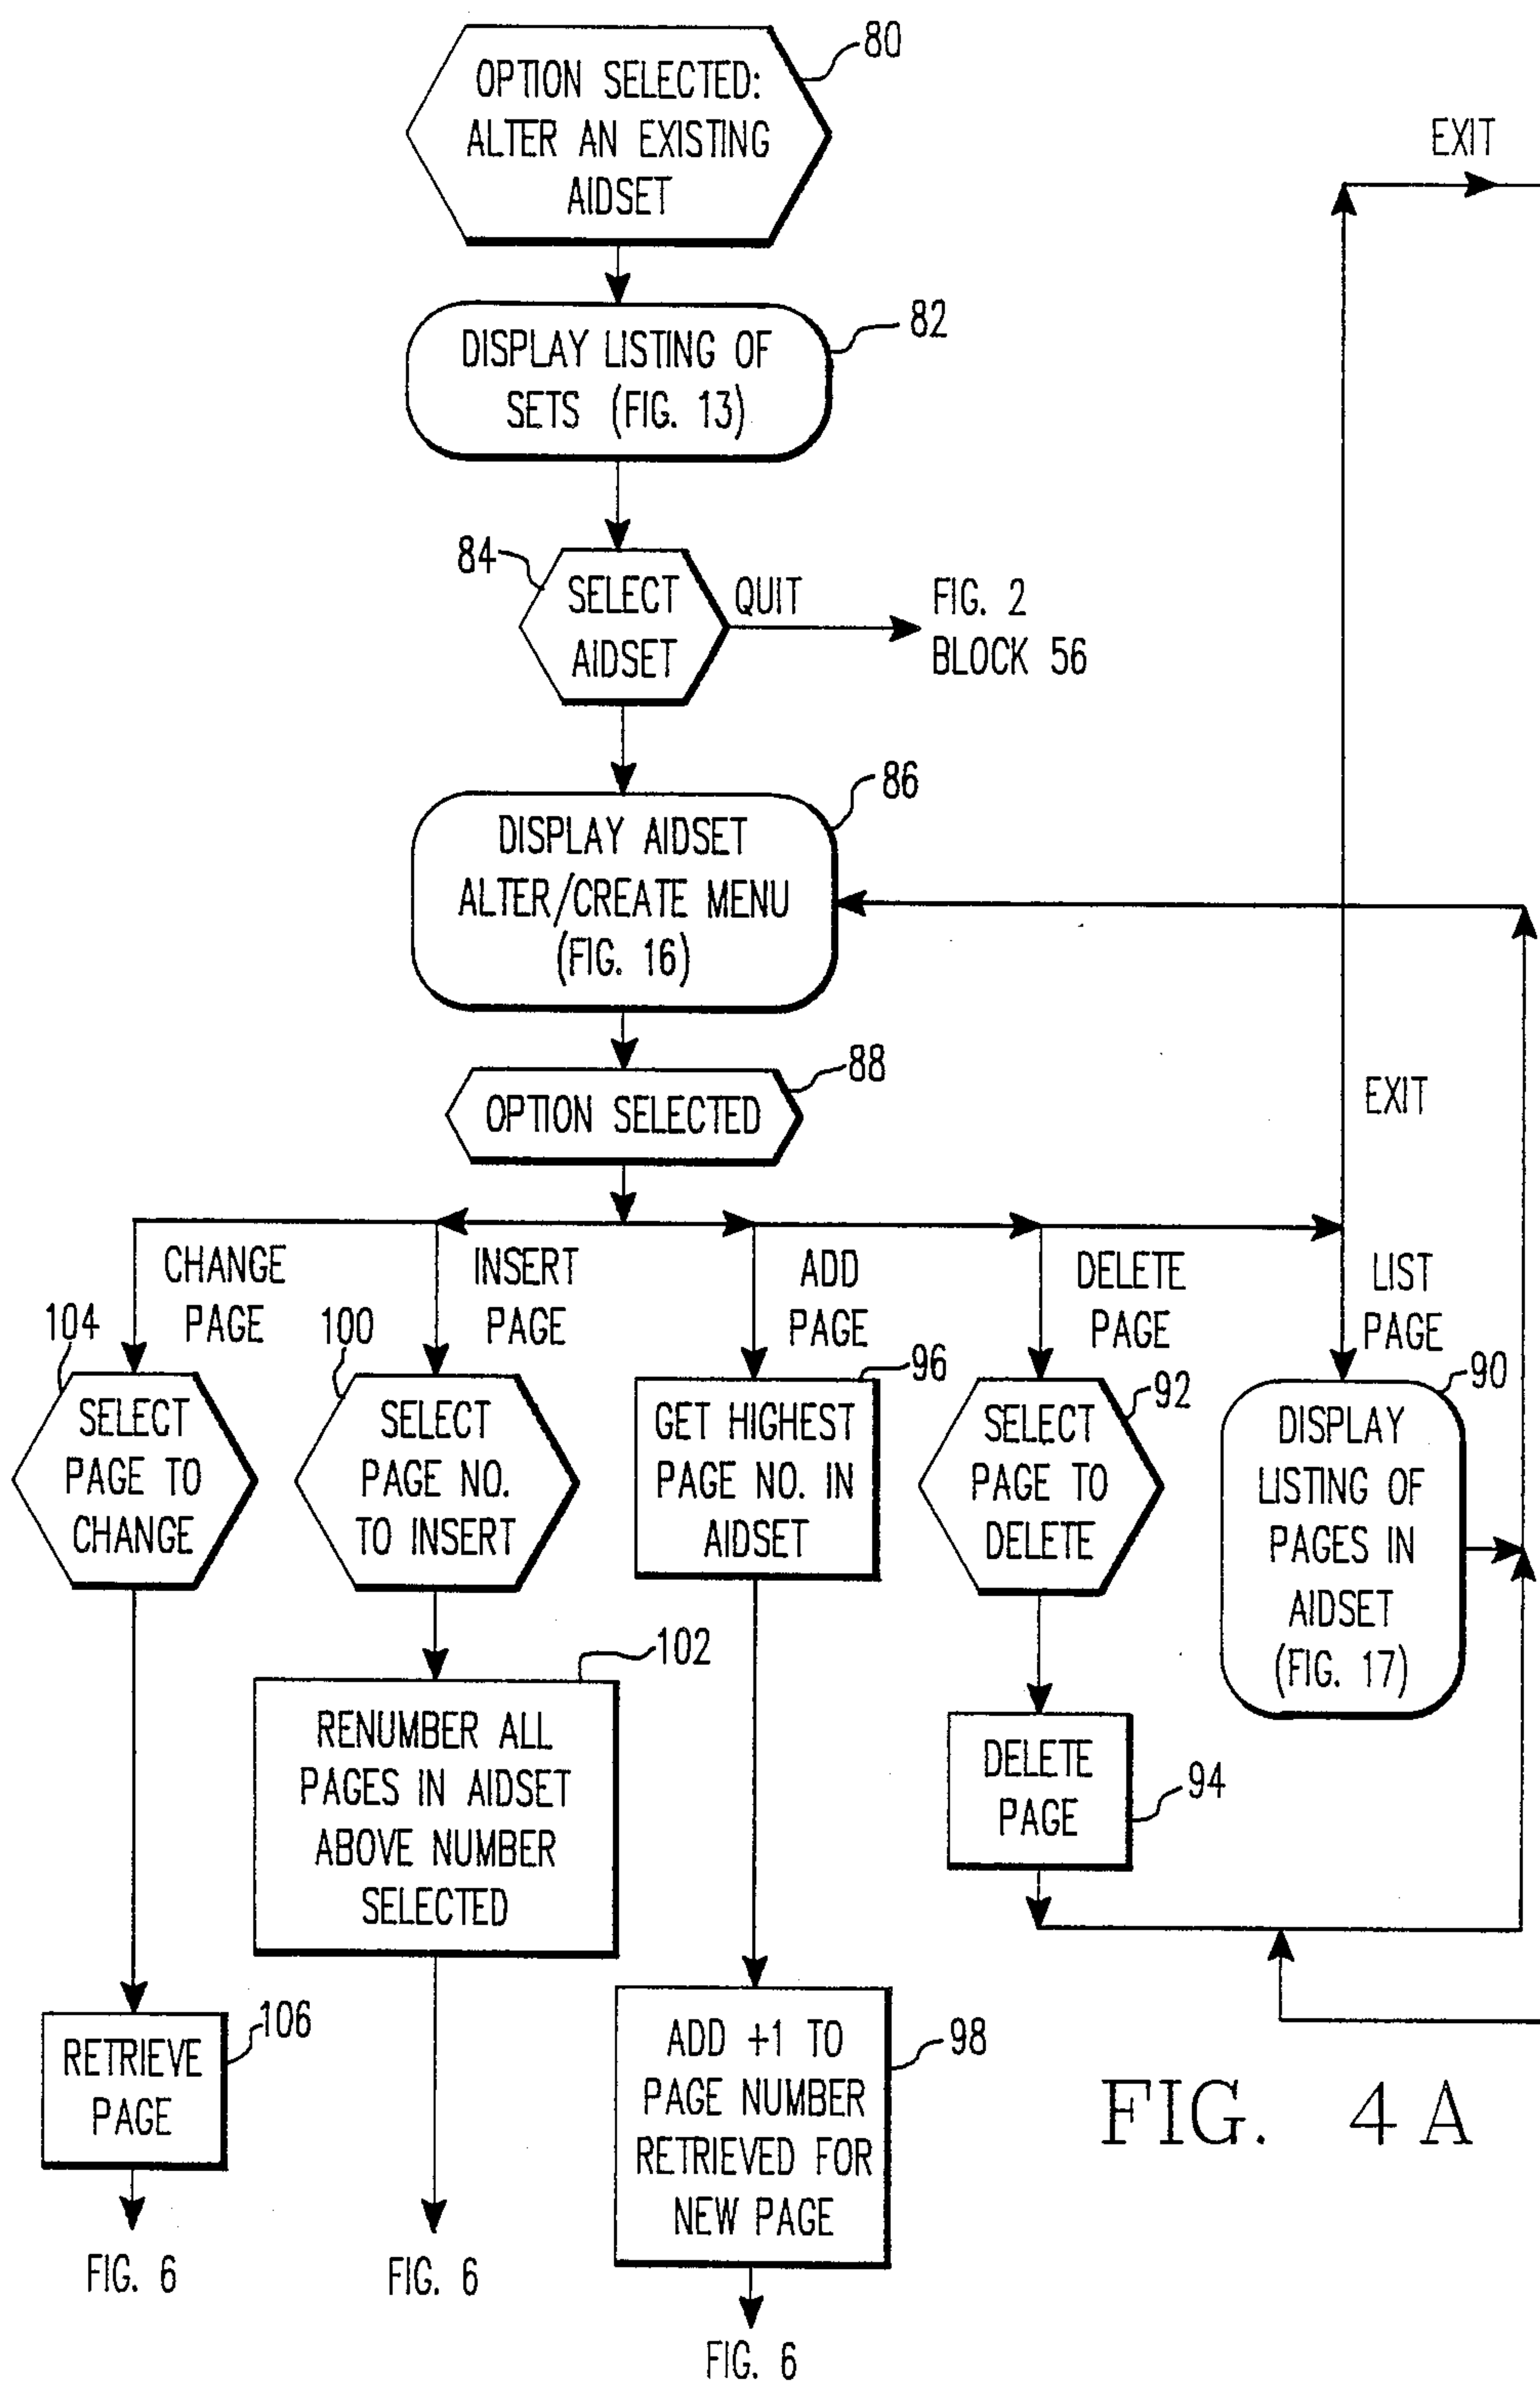 80
OPTION SELECTED:
ALTER AN EXISTING
AIDSET
EXIT
82
DISPLAY LISTING OF
SETS (FIG. 13)
84
SELECT
AIDSET
QUIT
FIG. 2
BLOCK 56
86
DISPLAY AIDSET
ALTER/CREATE MENU
(FIG. 16)
88
OPTION SELECTED
EXIT
CHANGE
PAGE
INSERT
PAGE
ADD
PAGE
DELETE
PAGE
LIST
PAGE
104
SELECT
PAGE TO
CHANGE
100
SELECT
PAGE NO.
TO INSERT
96
GET HIGHEST
PAGE NO. IN
AIDSET
92
SELECT
PAGE TO
DELETE
90
DISPLAY
LISTING OF
PAGES IN
AIDSET
(FIG. 17)
102
RENUMBER ALL
PAGES IN AIDSET
ABOVE NUMBER
SELECTED
DELETE
PAGE
94
106
RETRIEVE
PAGE
98
ADD +1 TO
PAGE NUMBER
RETRIEVED FOR
NEW PAGE
FIG. 6
FIG. 6
FIG. 6
FIG. 4A